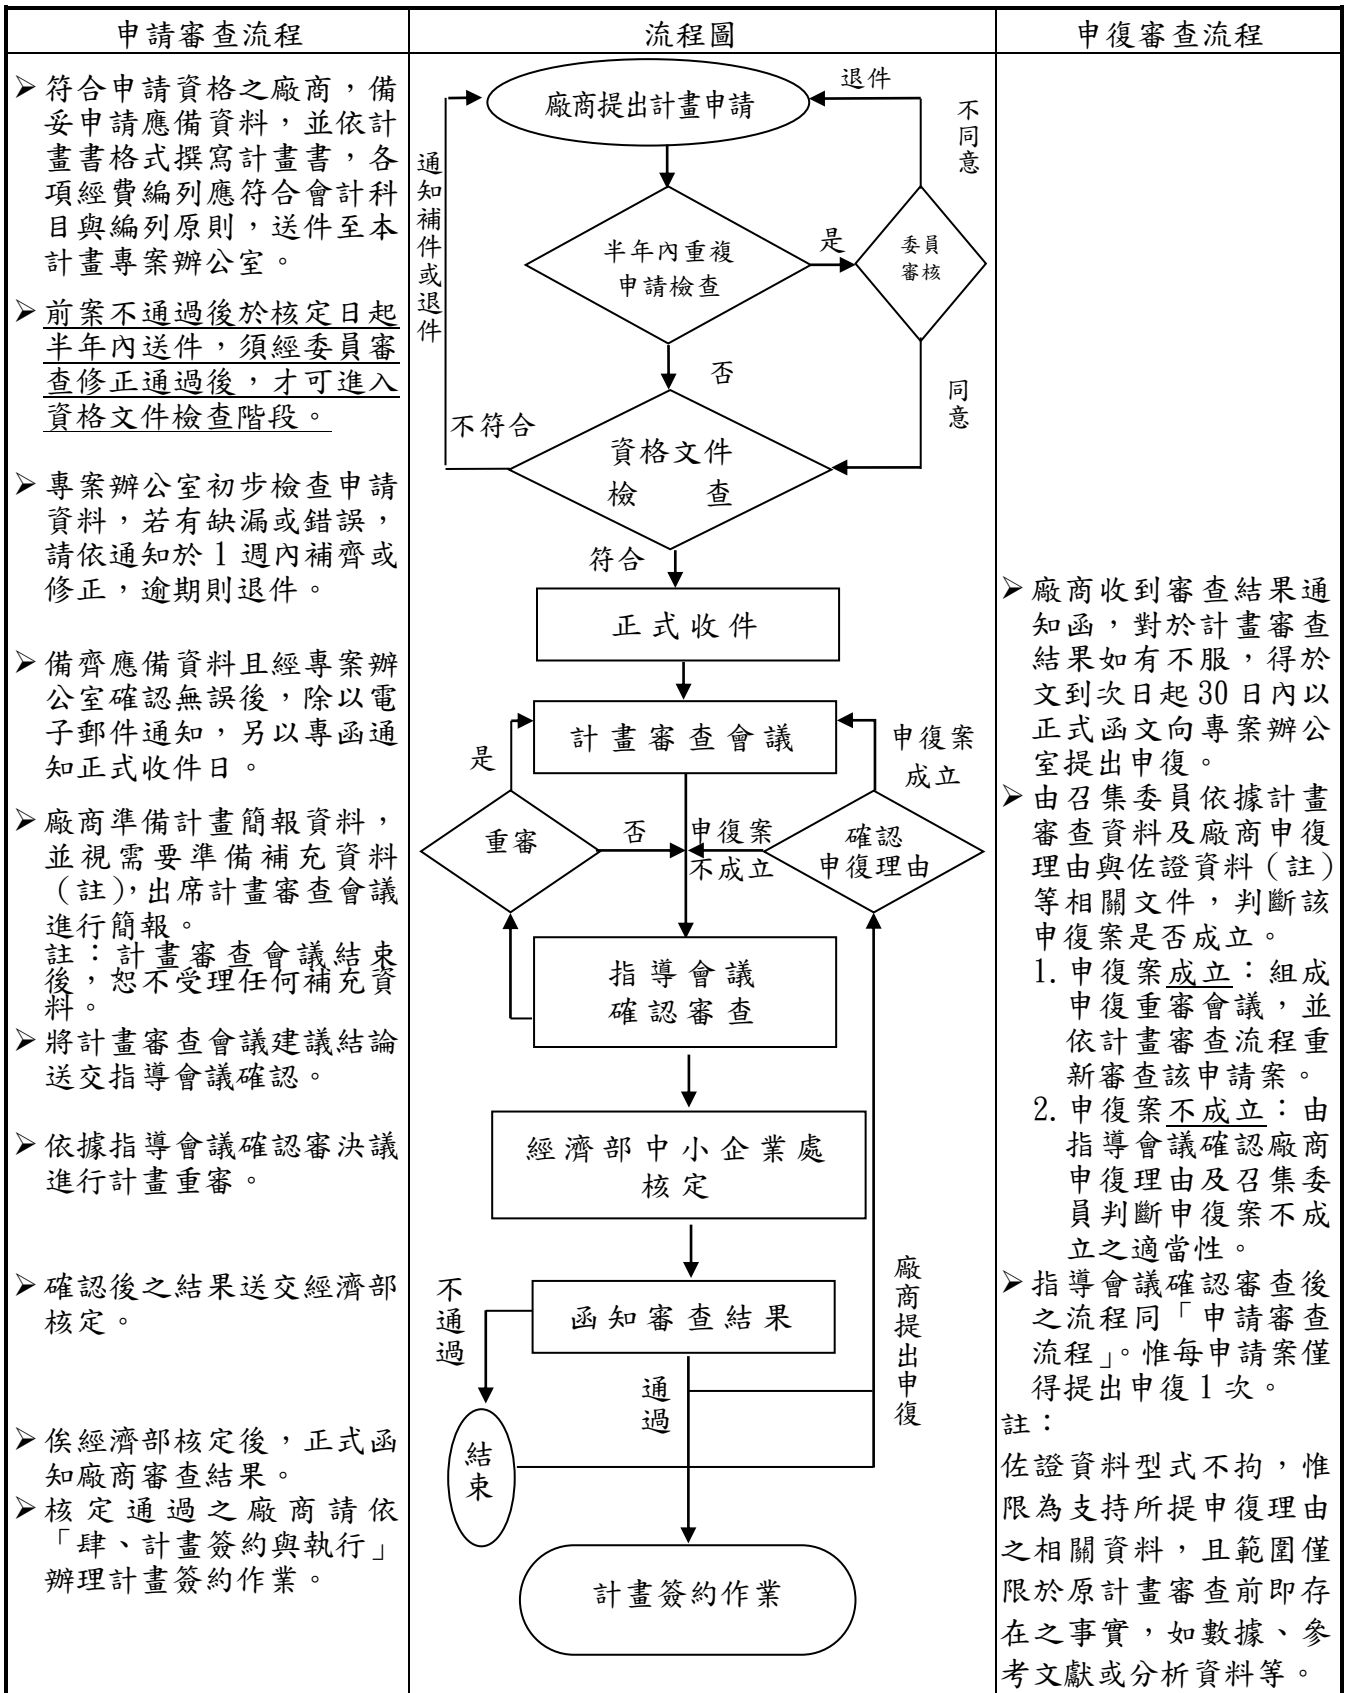 申請審查流程
流程圖
申復審查流程
➢符合申請資格之廠商，備
妥申請應備資料，並依計
畫書格式撰寫計畫書，各
項經費編列應符合會計科
目與編列原則，送件至本
計畫專案辦公室。
➢前案不通過後於核定日起
半年內送件，須經委員審
查修正通過後，才可進入
資格文件檢查階段。
➢專案辦公室初步檢查申請
資料，若有缺漏或錯誤，
請依通知於1週內補齊或
修正，逾期則退件。
➢備齊應備資料且經專案辦
公室確認無誤後，除以電
子郵件通知，另以專函通
知正式收件日。
➢廠商準備計畫簡報資料，
並視需要準備補充資料
（註），出席計畫審查會議
進行簡報。
註：計畫審查會議結束
後，恕不受理任何補充資
料。
➢將計畫審查會議建議結論
送交指導會議確認。
➢依據指導會議確認審決議
進行計畫重審。
➢確認後之結果送交經濟部
核定。
➢俟經濟部核定後，正式函
知廠商審查結果。
➢核定通過之廠商請依
「肆、計畫簽約與執行」
辦理計畫簽約作業。
廠商提出計畫申請
退件
不同意
通知補件或退件
半年內重複
申請檢查
是
委員
審核
否
同意
不符合
資格文件
檢 查
符合
正式收件
計畫審查會議
是
申復案
成立
重審
否
申復案
不成立
確認
申復理由
指導會議
確認審查
經濟部中小企業處
核定
不通過
函知審查結果
廠商提出申復
通過
結束
計畫簽約作業
➢廠商收到審查結果通
知函，對於計畫審查
結果如有不服，得於
文到次日起30日內以
正式函文向專案辦公
室提出申復。
➢由召集委員依據計畫
審查資料及廠商申復
理由與佐證資料（註）
等相關文件，判斷該
申復案是否成立。
1.申復案成立：組成
申復重審會議，並
依計畫審查流程重
新審查該申請案。
2.申復案不成立：由
指導會議確認廠商
申復理由及召集委
員判斷申復案不成
立之適當性。
➢指導會議確認審查後
之流程同「申請審查
流程」。惟每申請案僅
得提出申復1次。
註：
佐證資料型式不拘，惟
限為支持所提申復理由
之相關資料，且範圍僅
限於原計畫審查前即存
在之事實，如數據、參
考文獻或分析資料等。